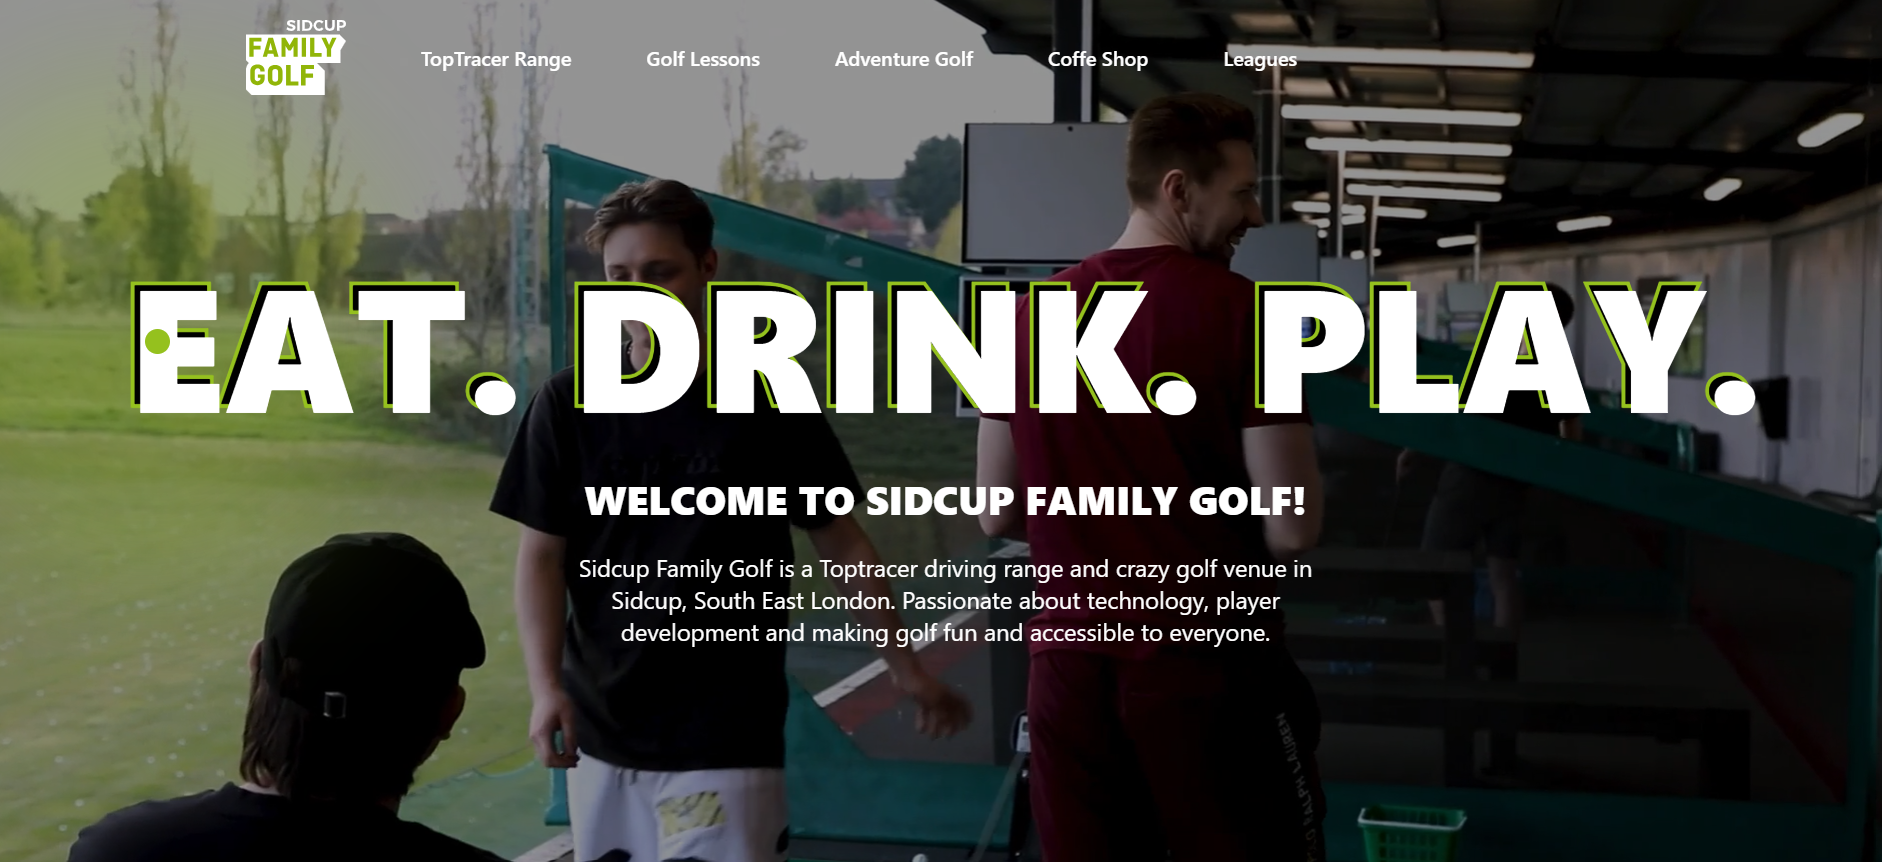 SIDCUP
FAMILY
GOLF
TopTracer Range
Golf Lessons
Adventure Golf
Coffe Shop
Leagues
EAT. DRINK. PLAY.
WELCOME TO SIDCUP FAMILY GOLF!
Sidcup Family Golf is a Toptracer driving range and crazy golf venue in
Sidcup, South East London. Passionate about technology, player
development and making golf fun and accessible to everyone.
RALPH LAUREN